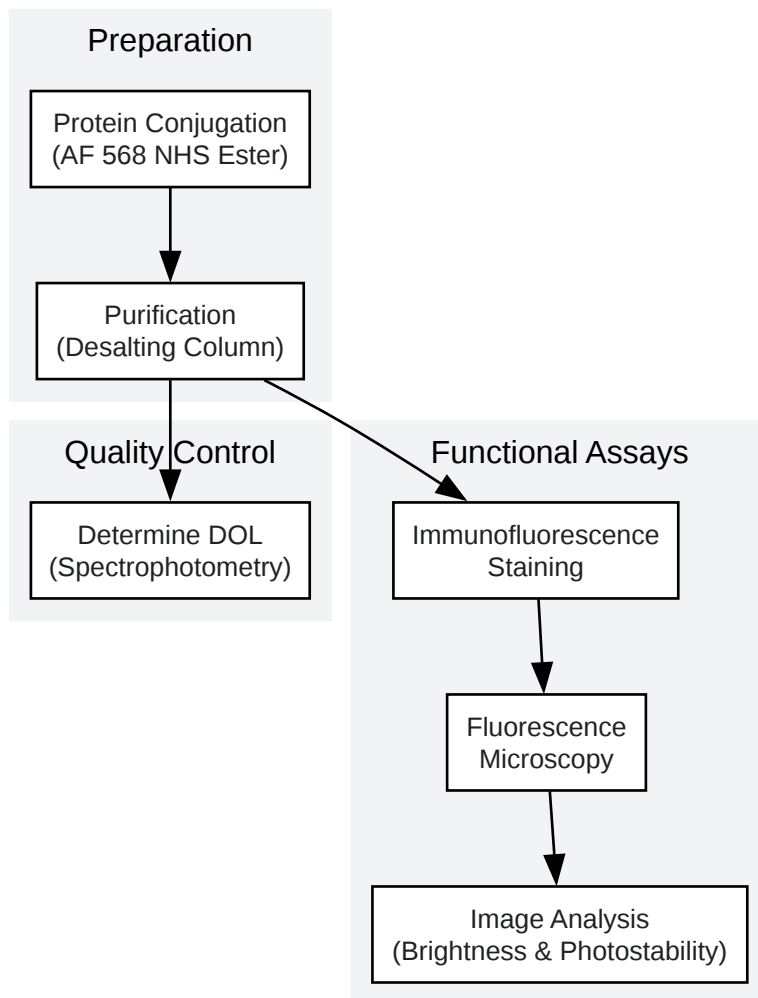 Preparation
Protein Conjugation
(AF 568 NHS Ester)
Purification
(Desalting Column)
Quality Control
Determine DOL
(Spectrophotometry)
Functional Assays
Immunofluorescence
Staining
Fluorescence
Microscopy
Image Analysis
(Brightness & Photostability)